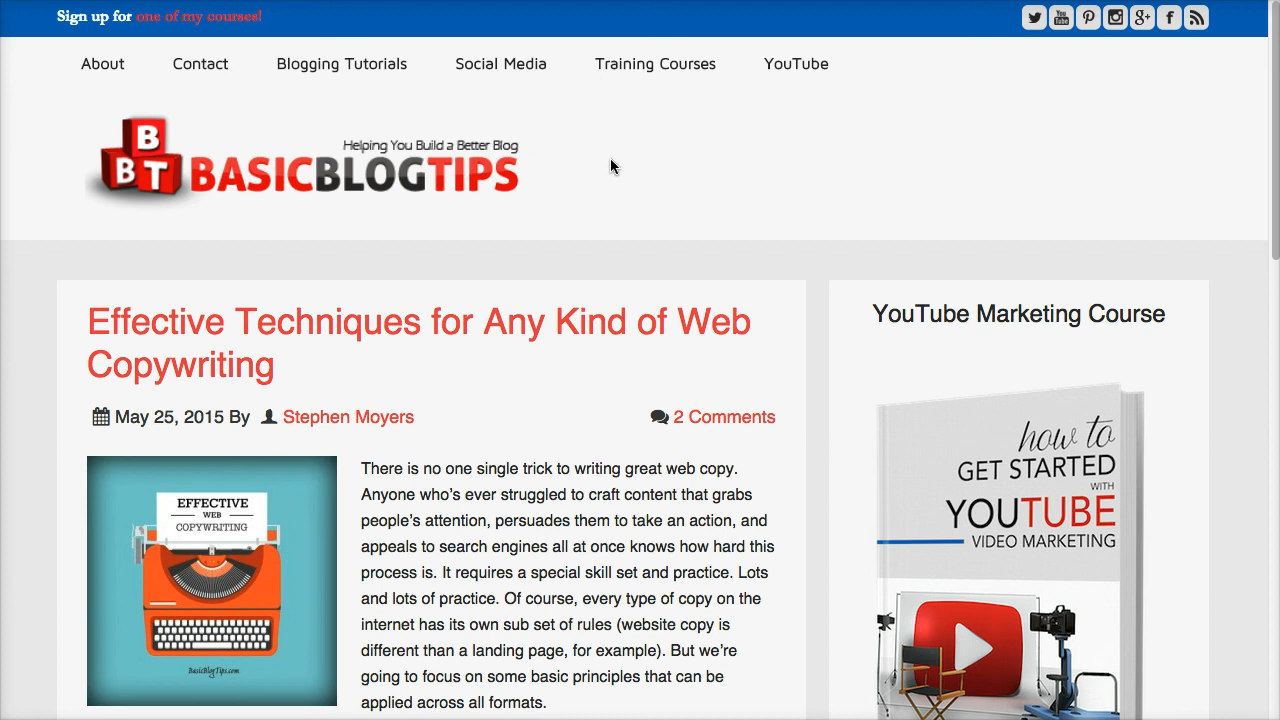 Sign up for one of my courses!
About Contact Blogging Tutorials Social Media Training Courses YouTube
B
B T
Helping You Build a Better Blog
BASICBLOGTIPS
Effective Techniques for Any Kind of Web
Copywriting
May 25, 2015 By Stephen Moyers 2 Comments
EFFECTIVE
WEB
COPYWRITING
BasicBlogTips.com
There is no one single trick to writing great web copy.
Anyone who’s ever struggled to craft content that grabs
people’s attention, persuades them to take an action, and
appeals to search engines all at once knows how hard this
process is. It requires a special skill set and practice. Lots
and lots of practice. Of course, every type of copy on the
internet has its own sub set of rules (website copy is
different than a landing page, for example). But we’re
going to focus on some basic principles that can be
applied across all formats.
YouTube Marketing Course
how to
GET STARTED
WITH
YOUTUBE
VIDEO MARKETING